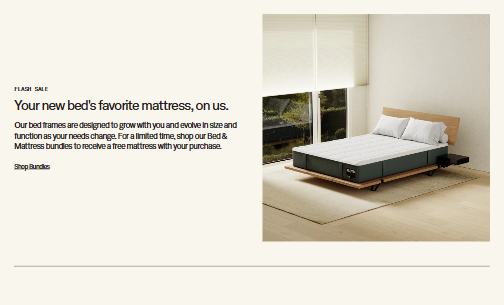 FLASH SALE
Your new bed's favorite mattress, on us.
Our bed frames are designed to grow with you and evolve in size and
function as your needs change. For a limited time, shop our Bed &
Mattress bundles to receive a free mattress with your purchase.
Shop Bundles